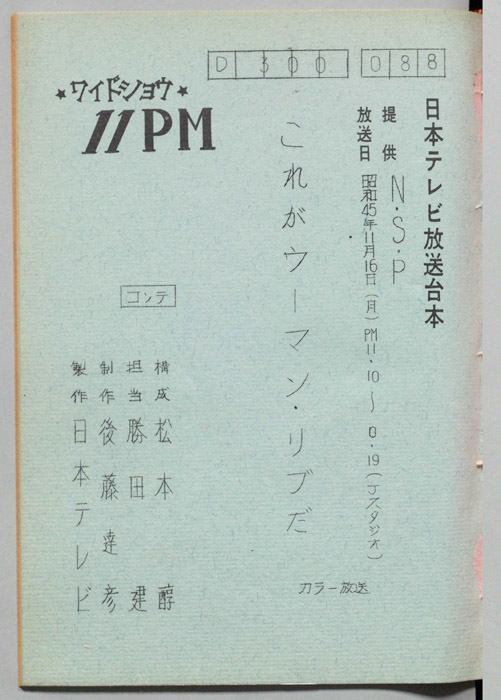 D 3001 088
日本テレビ放送台本
提供 N・S・P
放送日 昭和45年11月16日(月) PM11・10〜0・19(Jスタジオ)
これがウーマン・リブだ
カラー放送
★ワイドショウ★
11PM
コンテ
構成 松本 醇
担当 勝田 建
制作 後藤達彦
製作 日本テレビ